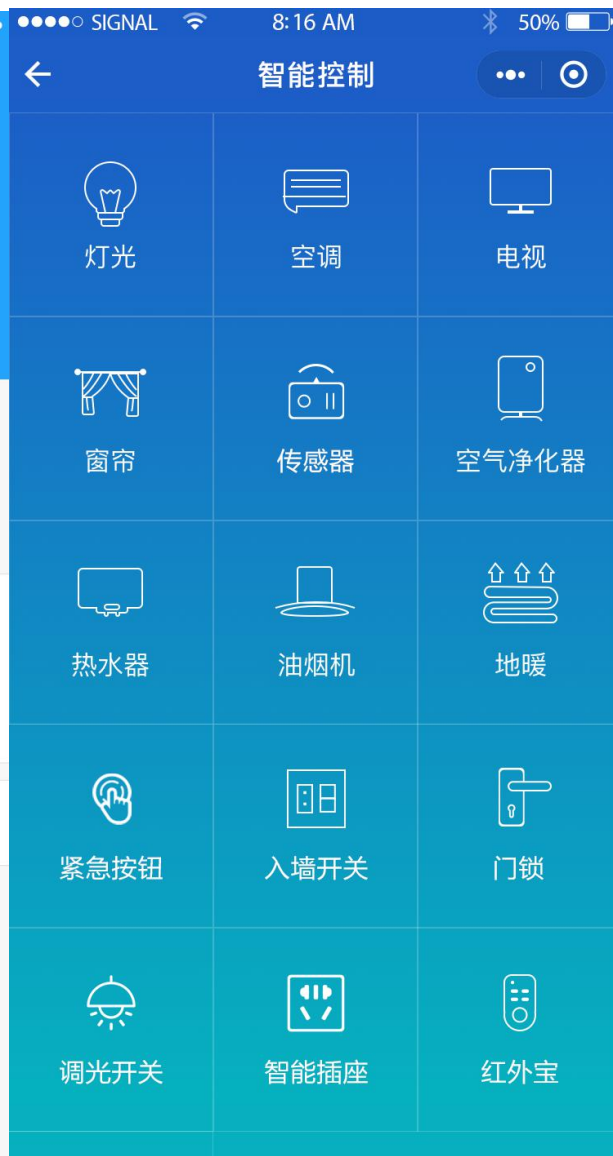 SIGNAL 8:16 AM 50%
智能控制
灯光 空调 电视
窗帘 传感器 空气净化器
热水器 油烟机 地暖
紧急按钮 入墙开关 门锁
调光开关 智能插座 红外宝